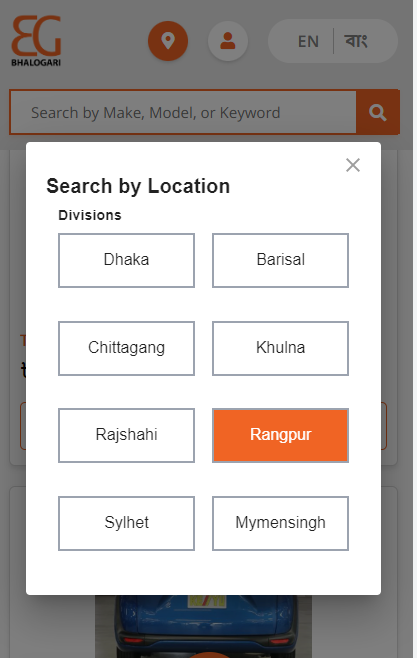 BHALOGARI
EN
বাং
Search by Make, Model, or Keyword
Search by Location
Divisions
Dhaka
Barisal
Chittagang
Khulna
Rajshahi
Rangpur
Sylhet
Mymensingh